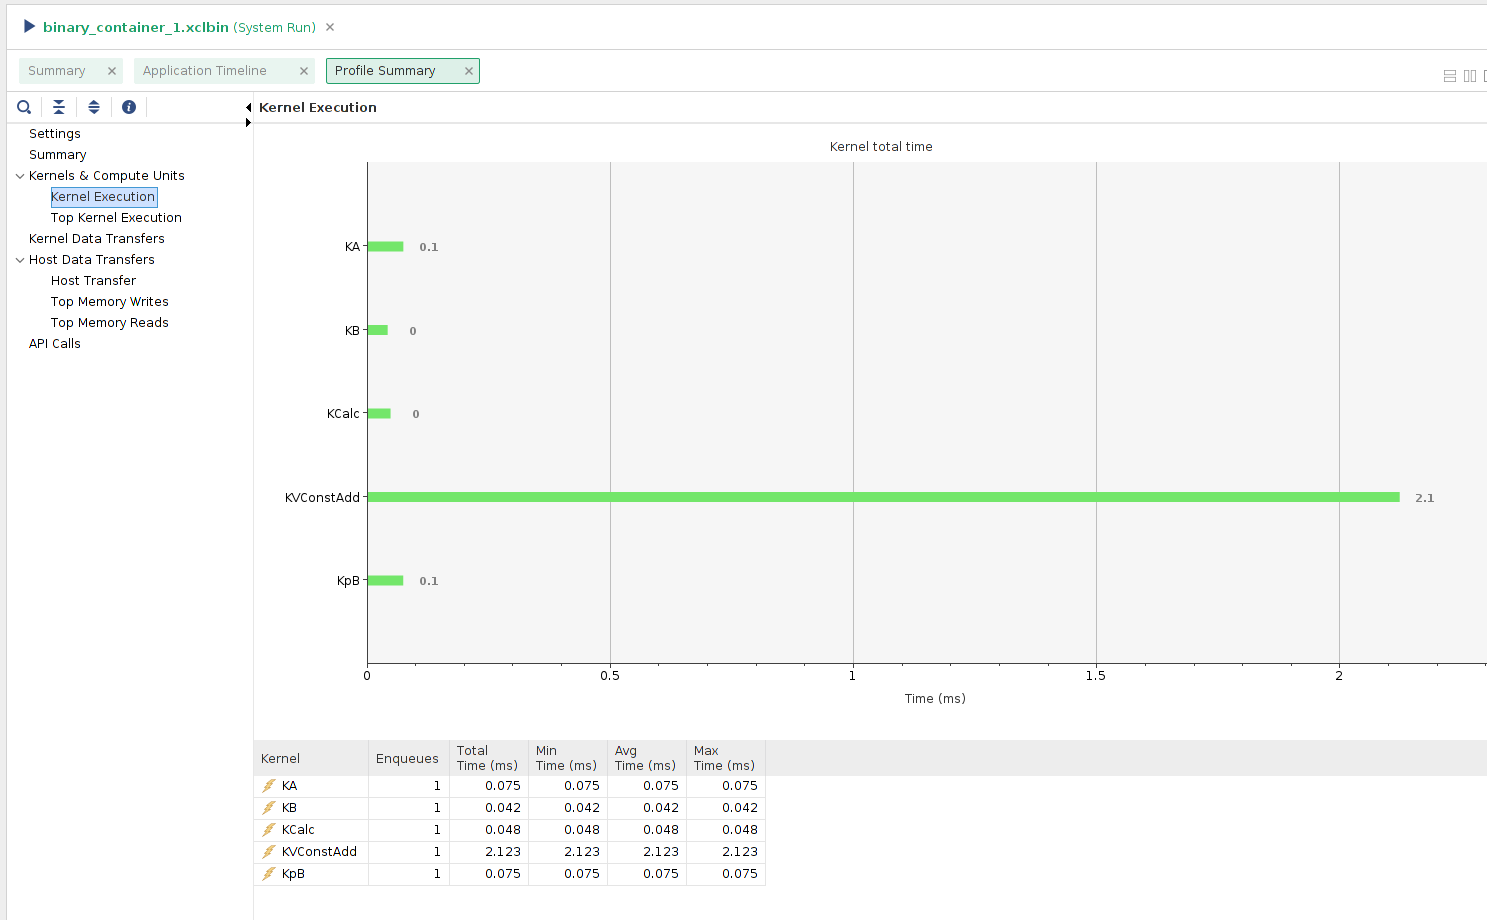 binary_container_1.xclbin (System Run)
Summary
Application Timeline
Profile Summary
Kernel Execution
Settings
Summary
Kernels & Compute Units
Kernel Execution
Top Kernel Execution
Kernel Data Transfers
Host Data Transfers
Host Transfer
Top Memory Writes
Top Memory Reads
API Calls
Kernel total time
KA 0.1
KB 0
KCalc 0
KVConstAdd 2.1
KpB 0.1
0 0.5 1 1.5 2
Time (ms)
Kernel Enqueues Total Time (ms) Min Time (ms) Avg Time (ms) Max Time (ms)
KA 1 0.075 0.075 0.075 0.075
KB 1 0.042 0.042 0.042 0.042
KCalc 1 0.048 0.048 0.048 0.048
KVConstAdd 1 2.123 2.123 2.123 2.123
KpB 1 0.075 0.075 0.075 0.075